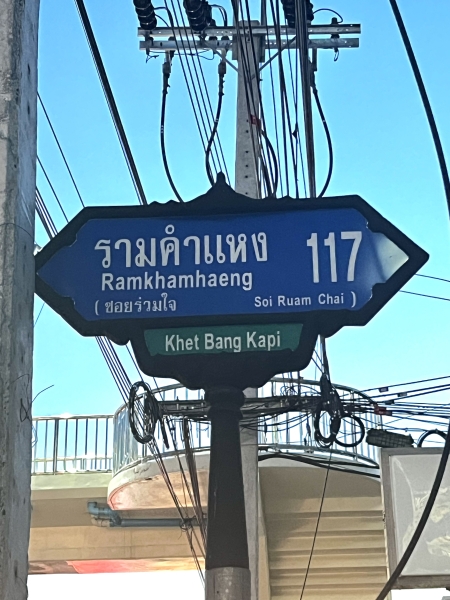 รามคำแหง 117
Ramkhamhaeng
(ซอยร่วมใจ Soi Ruam Chai )
Khet Bang Kapi